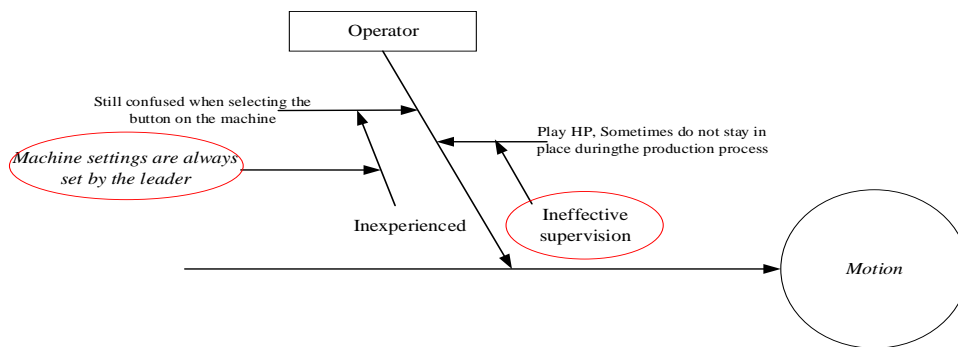 Operator
Still confused when selecting the
button on the machine
Play HP, Sometimes do not stay in
place duringthe production process
Machine settings are always
set by the leader
Inexperienced
Ineffective
supervision
Motion